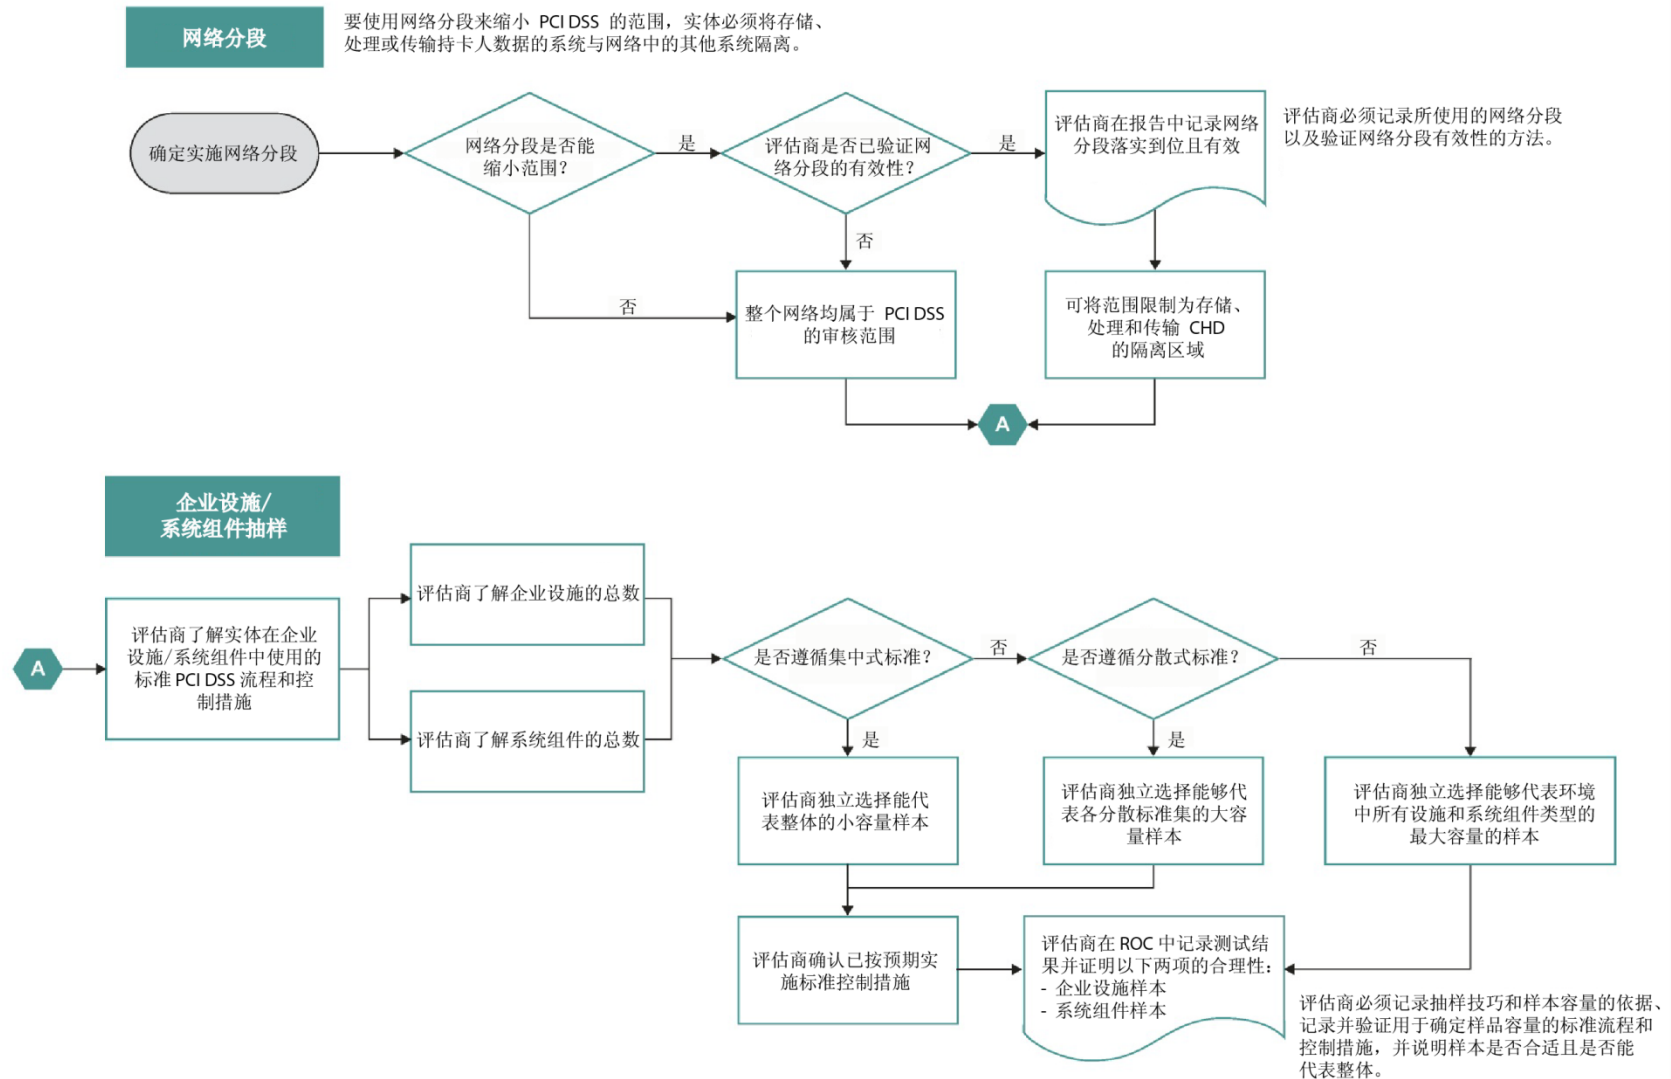 网络分段
要使用网络分段来缩小 PCI DSS 的范围，实体必须将存储、
处理或传输持卡人数据的系统与网络中的其他系统隔离。
确定实施网络分段
网络分段是否能
缩小范围？
是
评估商是否已验证网
络分段的有效性？
是
评估商在报告中记录网络
分段落实到位且有效
评估商必须记录所使用的网络分段
以及验证网络分段有效性的方法。
否
否
整个网络均属于 PCI DSS
的审核范围
可将范围限制为存储、
处理和传输 CHD
的隔离区域
A
企业设施/
系统组件抽样
A
评估商了解实体在企业
设施/系统组件中使用的
标准 PCI DSS 流程和控
制措施
评估商了解企业设施的总数
评估商了解系统组件的总数
是否遵循集中式标准？
否
是否遵循分散式标准？
否
是
是
评估商独立选择能代
表整体的小容量样本
评估商独立选择能够代
表各分散标准集的大容
量样本
评估商独立选择能够代表环境
中所有设施和系统组件类型的
最大容量的样本
评估商确认已按预期实
施标准控制措施
评估商在 ROC 中记录测试结
果并证明以下两项的合理性：
- 企业设施样本
- 系统组件样本
评估商必须记录抽样技巧和样本容量的依据、
记录并验证用于确定样品容量的标准流程和
控制措施，并说明样本是否合适且是否能
代表整体。